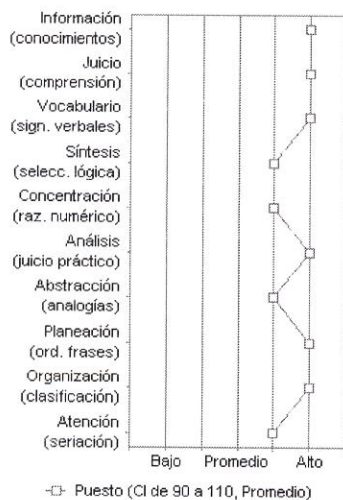 Información
(conocimientos)
Juicio
(comprensión)
Vocabulario
(sign. verbales)
Síntesis
(selecc. lógica)
Concentración
(raz. numérico)
Análisis
(juicio práctico)
Abstracción
(analogías)
Planeación
(ord. frases)
Organización
(clasificación)
Atención
(seriación)
Bajo Promedio Alto
Puesto (CI de 90 a 110, Promedio)